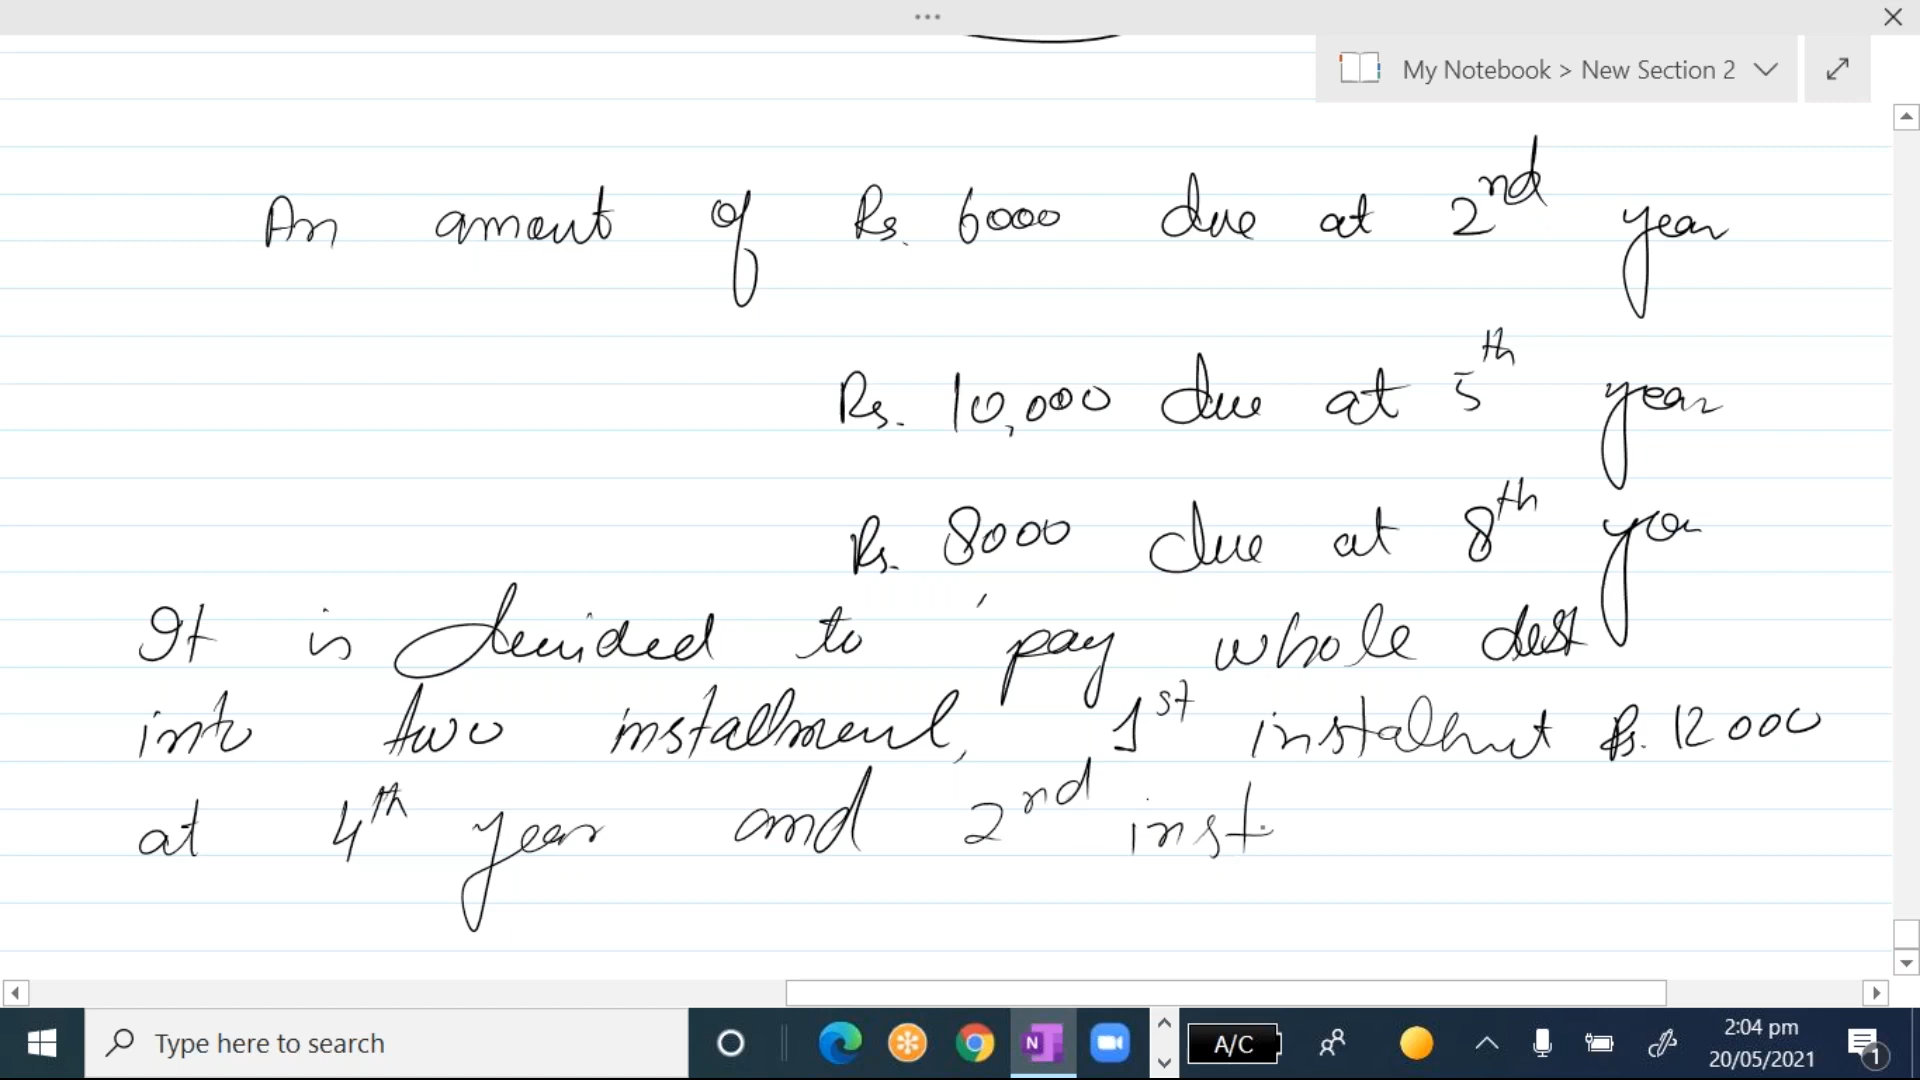 My Notebook > New Section 2
An amount of Rs. 6000 due at 2nd year
Rs. 10,000 due at 5th year
Rs. 8000 due at 8th year
It is decided to pay whole debt
into two installment, 1st installment Rs. 12000
at 4th year and 2nd inst
Type here to search
A/C
2:04 pm
20/05/2021
1